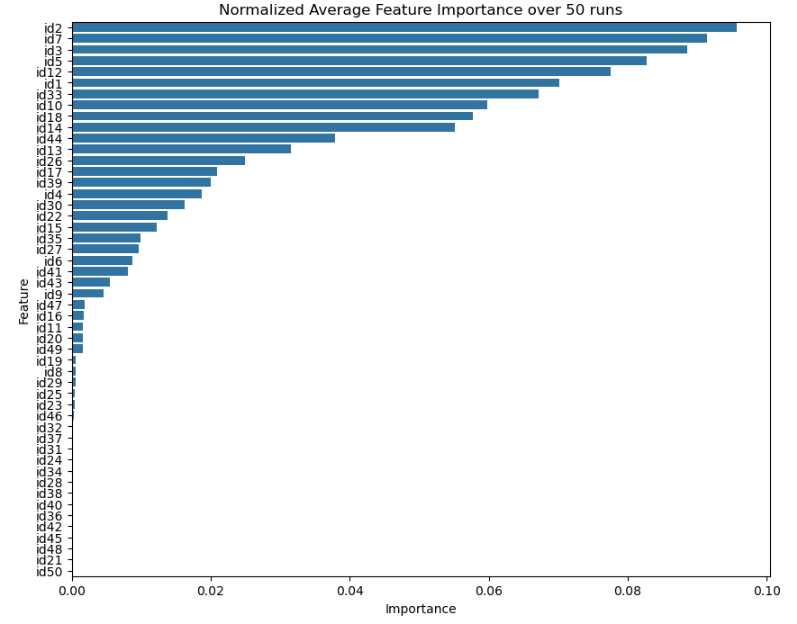 Normalized Average Feature Importance over 50 runs
id2
id7
id3
id5
id12
id1
id33
id10
id18
id14
id44
id13
id26
id17
id39
id4
id30
id22
id15
id35
id27
id6
id41
id43
id9
id47
id16
id11
id20
id49
id19
id8
id29
id25
id23
id46
id32
id37
id31
id24
id34
id28
id38
id40
id36
id42
id45
id48
id21
id50
Feature
0.00 0.02 0.04 0.06 0.08 0.10
Importance